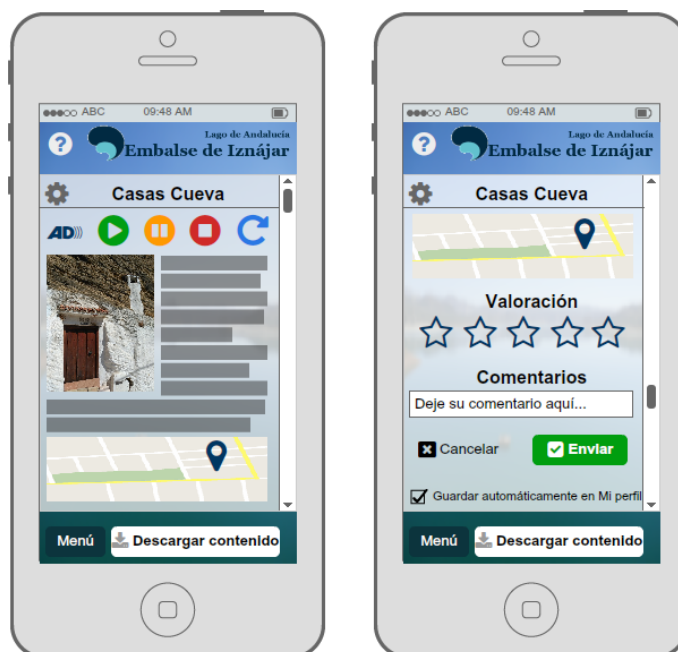 ABC 09:48 AM
?
Lago de Andalucía
Embalse de Iznájar
Casas Cueva
AD
Menú Descargar contenido
ABC 09:48 AM
?
Lago de Andalucía
Embalse de Iznájar
Casas Cueva
Valoración
Comentarios
Deje su comentario aquí...
Cancelar Enviar
Guardar automáticamente en Mi perfil
Menú Descargar contenido